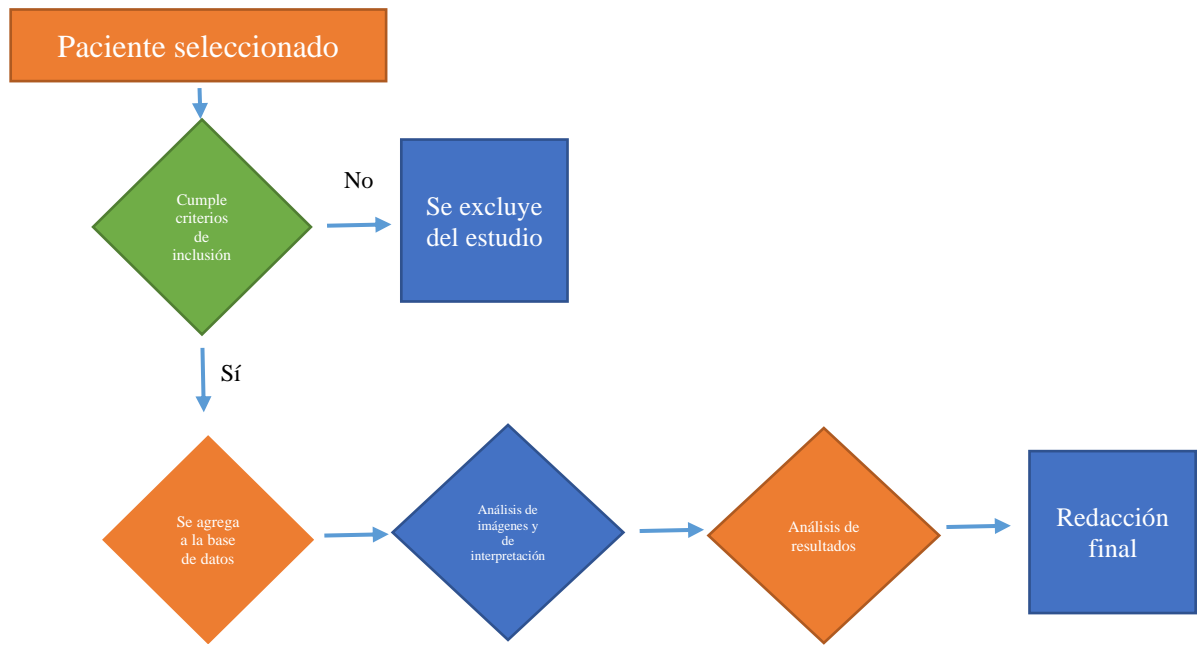 Paciente seleccionado
Cumple
criterios
de
inclusión
No
Se excluye
del estudio
Sí
Se agrega
a la base
de datos
Análisis de
imágenes y
de
interpretación
Análisis de
resultados
Redacción
final